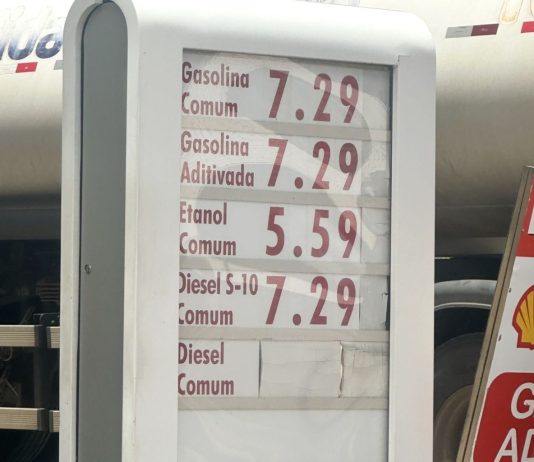 Gasolina
Comum 7.29
Gasolina
Aditivada 7.29
Etanol
Comum 5.59
Diesel S-10
Comum 7.29
Diesel
Comum
G
AD